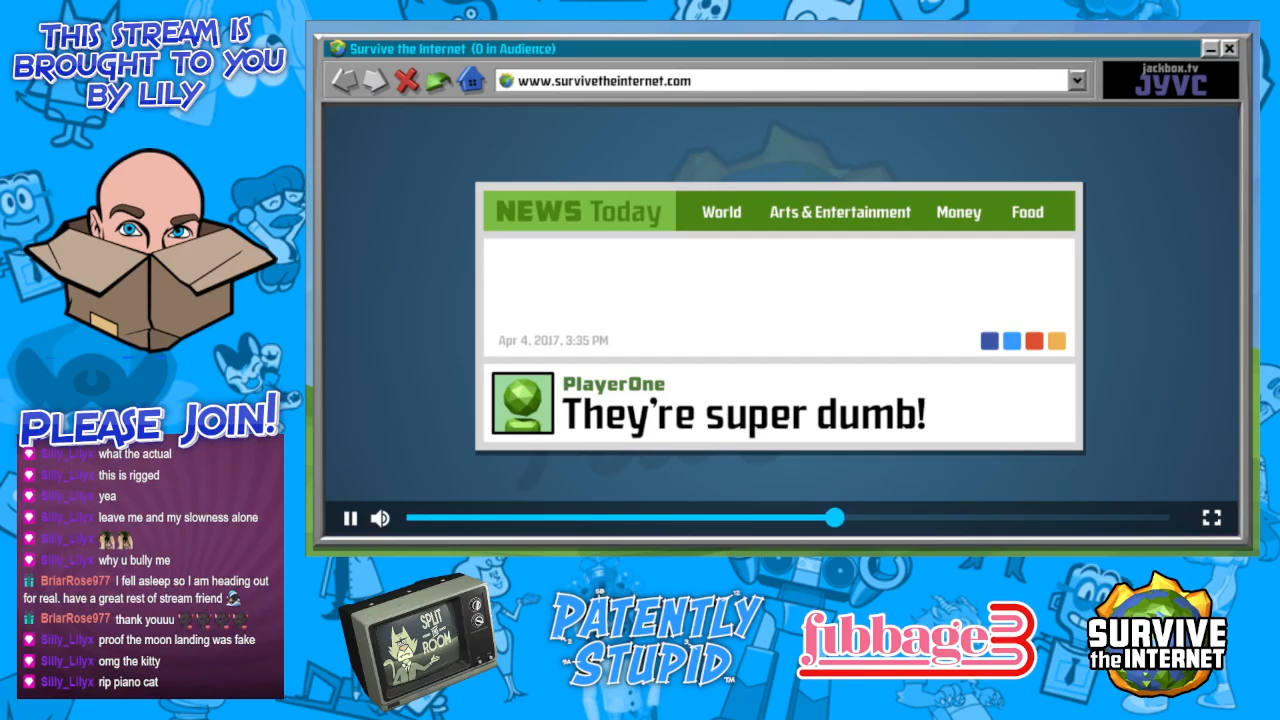 THIS STREAM IS
BROUGHT TO YOU
BY LILY
Survive the Internet (0 in Audience)
www.survivetheinternet.com
jackbox.tv
JYVC
NEWS Today
World
Arts & Entertainment
Money
Food
Apr 4, 2017, 3:35 PM
PlayerOne
They're super dumb!
PLEASE JOIN!
Silly_Lilyx what the actual
Silly_Lilyx this is rigged
Silly_Lilyx yea
Silly_Lilyx leave me and my slowness alone
Silly_Lilyx
Silly_Lilyx why u bully me
BriarRose977 I fell asleep so I am heading out
for real. have a great rest of stream friend
BriarRose977 thank youuu
Silly_Lilyx proof the moon landing was fake
Silly_Lilyx omg the kitty
Silly_Lilyx rip piano cat
SPLIT
THE
ROOM
PATENTLY
STUPID™
fibbage 3
SURVIVE
the INTERNET